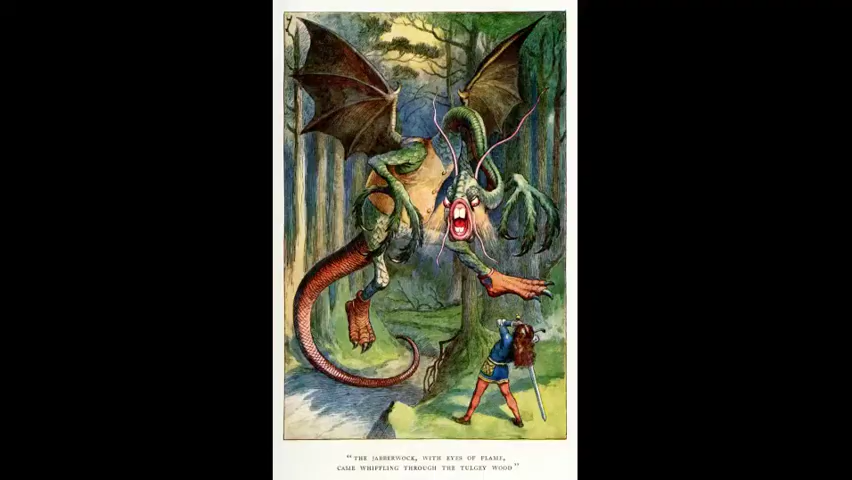 "THE JABBERWOCK, WITH EYES OF FLAME,
CAME WHIFFLING THROUGH THE TULGEY WOOD"